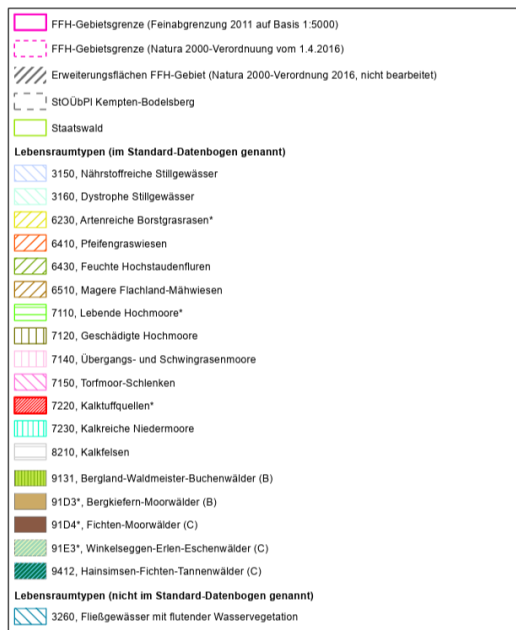 FFH-Gebietsgrenze (Feinabgrenzung 2011 auf Basis 1:5000)
FFH-Gebietsgrenze (Natura 2000-Verordnuung vom 1.4.2016)
Erweiterungsflächen FFH-Gebiet (Natura 2000-Verordnung 2016, nicht bearbeitet)
StOÜbPl Kempten-Bodelsberg
Staatswald
Lebensraumtypen (im Standard-Datenbogen genannt)
3150, Nährstoffreiche Stillgewässer
3160, Dystrophe Stillgewässer
6230, Artenreiche Borstgrasrasen*
6410, Pfeifengraswiesen
6430, Feuchte Hochstaudenfluren
6510, Magere Flachland-Mähwiesen
7110, Lebende Hochmoore*
7120, Geschädigte Hochmoore
7140, Übergangs- und Schwingrasenmoore
7150, Torfmoor-Schlenken
7220, Kalktuffquellen*
7230, Kalkreiche Niedermoore
8210, Kalkfelsen
9131, Bergland-Waldmeister-Buchenwälder (B)
91D3*, Bergkiefern-Moorwälder (B)
91D4*, Fichten-Moorwälder (C)
91E3*, Winkelseggen-Erlen-Eschenwälder (C)
9412, Hainsimsen-Fichten-Tannenwälder (C)
Lebensraumtypen (nicht im Standard-Datenbogen genannt)
3260, Fließgewässer mit flutender Wasservegetation